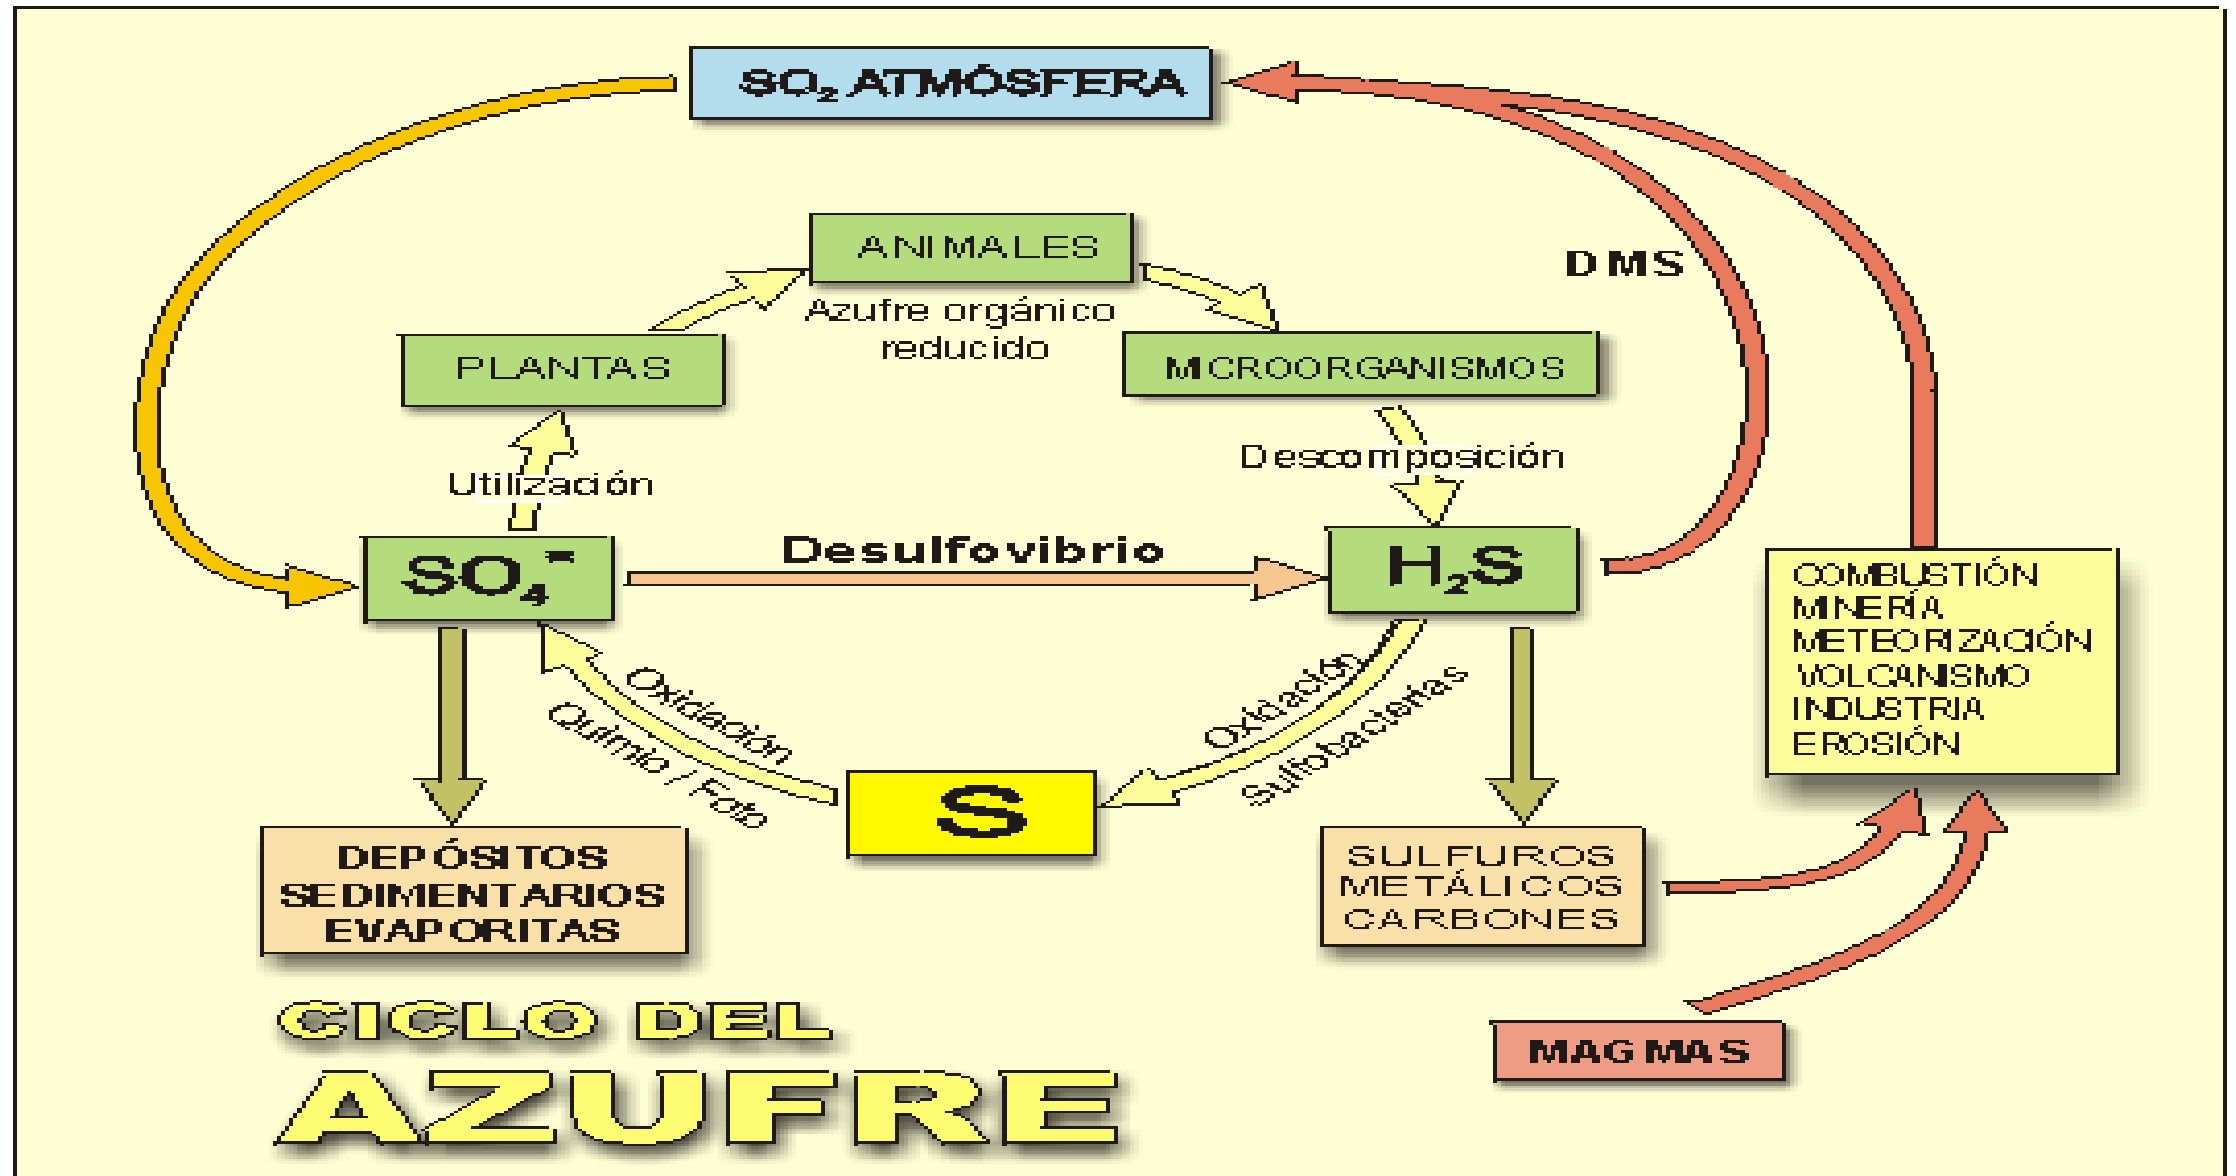 SO₂ ATMÓSFERA
ANIMALES
Azufre orgánico
reducido
DMS
PLANTAS
MICROORGANISMOS
Utilización
Descomposición
SO₄⁼
Desulfovibrio
H₂S
COMBUSTIÓN
MINERÍA
METEORIZACIÓN
VOLCANISMO
INDUSTRIA
EROSIÓN
Oxidación
Quimio / Foto
Oxidación
Sulfobacterias
S
DEPÓSITOS
SEDIMENTARIOS
EVAPORITAS
SULFUROS
METÁLICOS
CARBONES
CICLO DEL
AZUFRE
MAGMAS